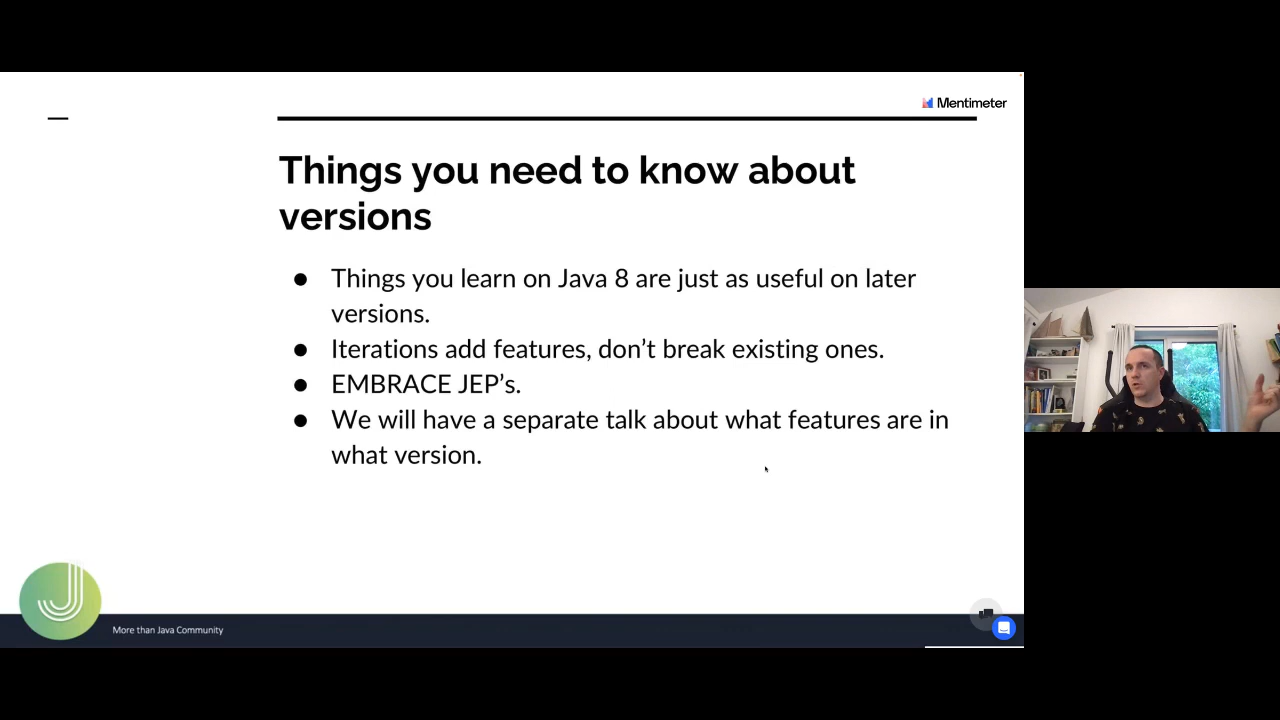 Mentimeter
Things you need to know about
versions
● Things you learn on Java 8 are just as useful on later
versions.
● Iterations add features, don’t break existing ones.
● EMBRACE JEP’s.
● We will have a separate talk about what features are in
what version.
More than Java Community